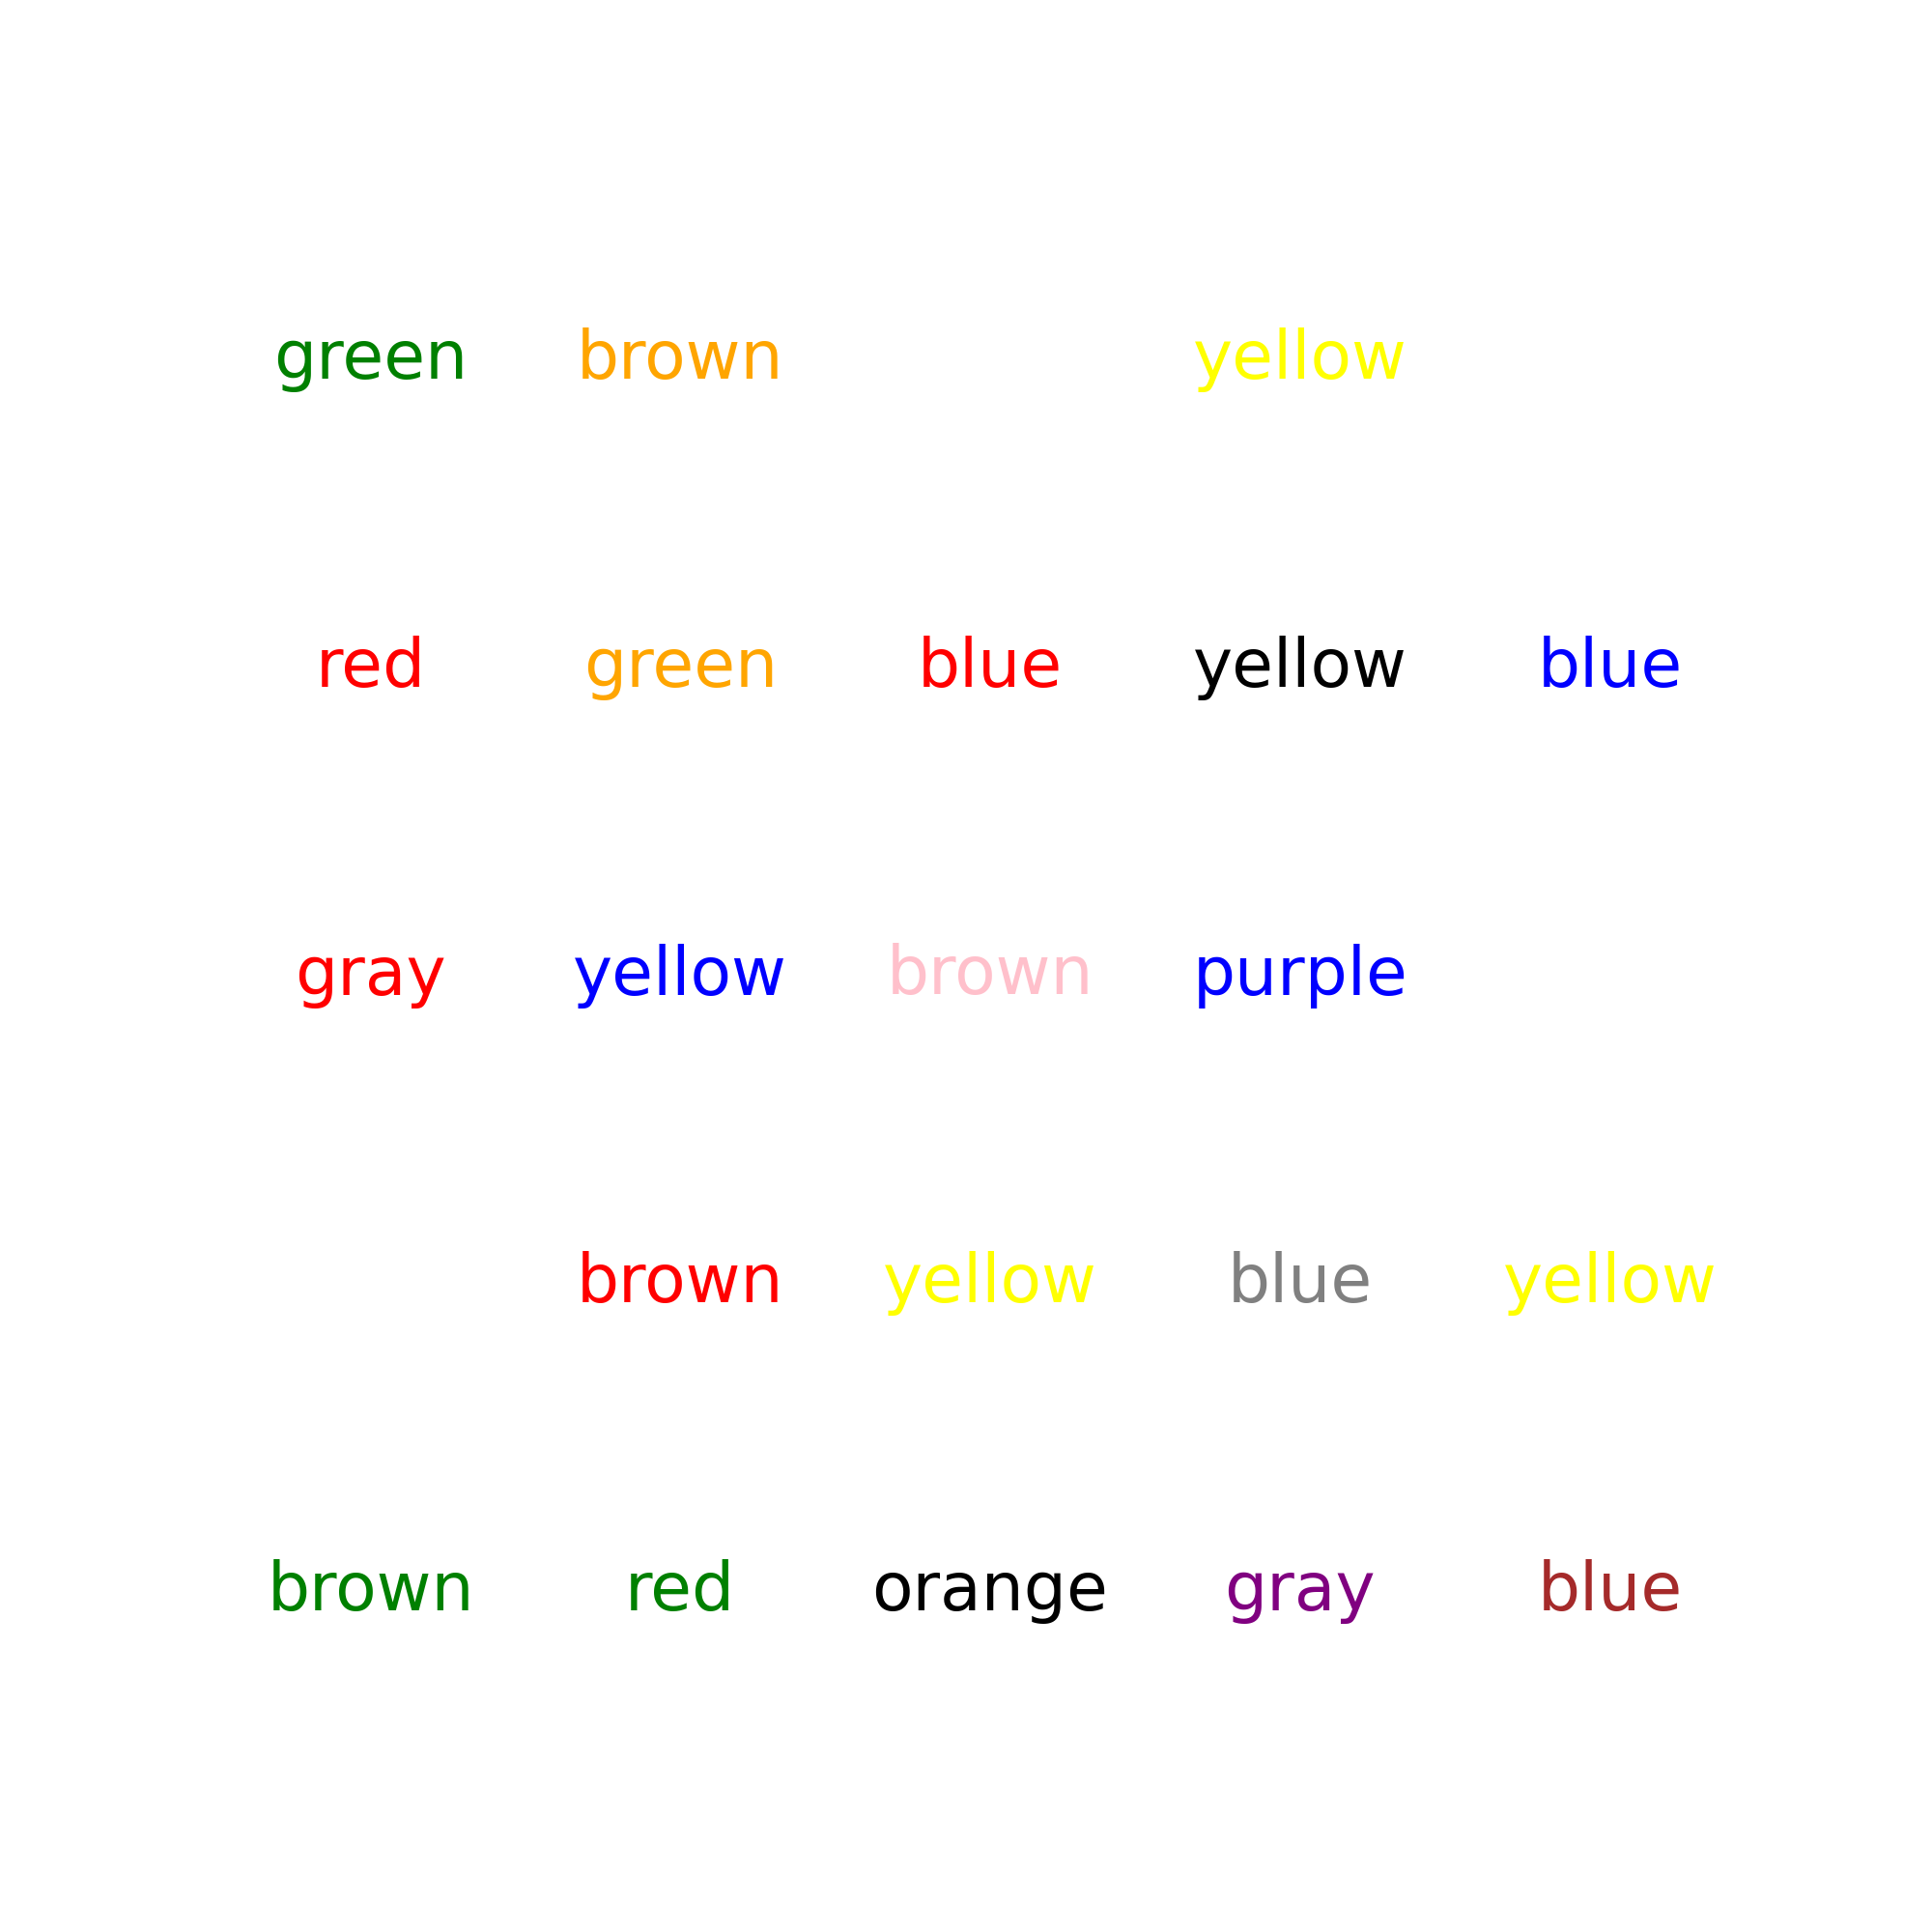 green brown yellow
red green blue yellow blue
gray yellow brown purple
brown yellow blue yellow
brown red orange gray blue